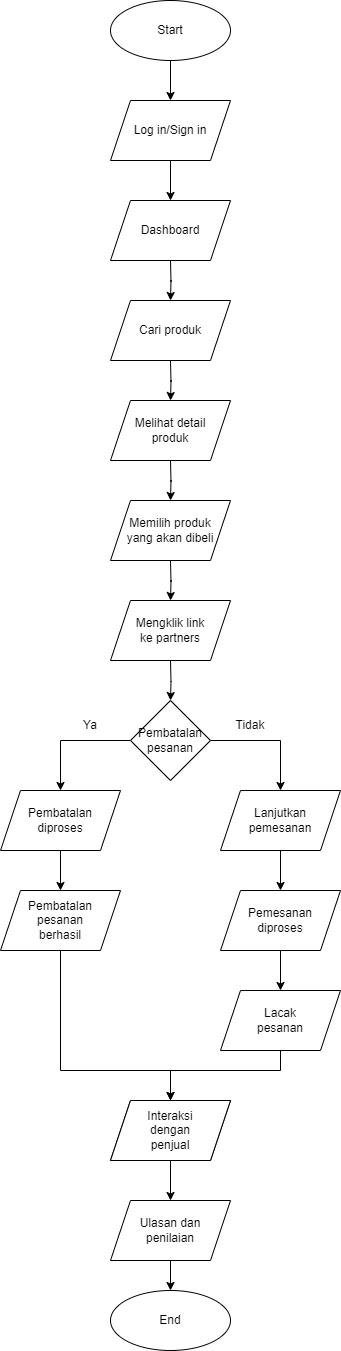 Start
Log in/Sign in
Dashboard
Cari produk
Melihat detail
produk
Memilih produk
yang akan dibeli
Mengklik link
ke partners
Pembatalan
pesanan
Ya
Tidak
Pembatalan
diproses
Lanjutkan
pemesanan
Pembatalan
pesanan
berhasil
Pemesanan
diproses
Lacak
pesanan
Interaksi
dengan
penjual
Ulasan dan
penilaian
End